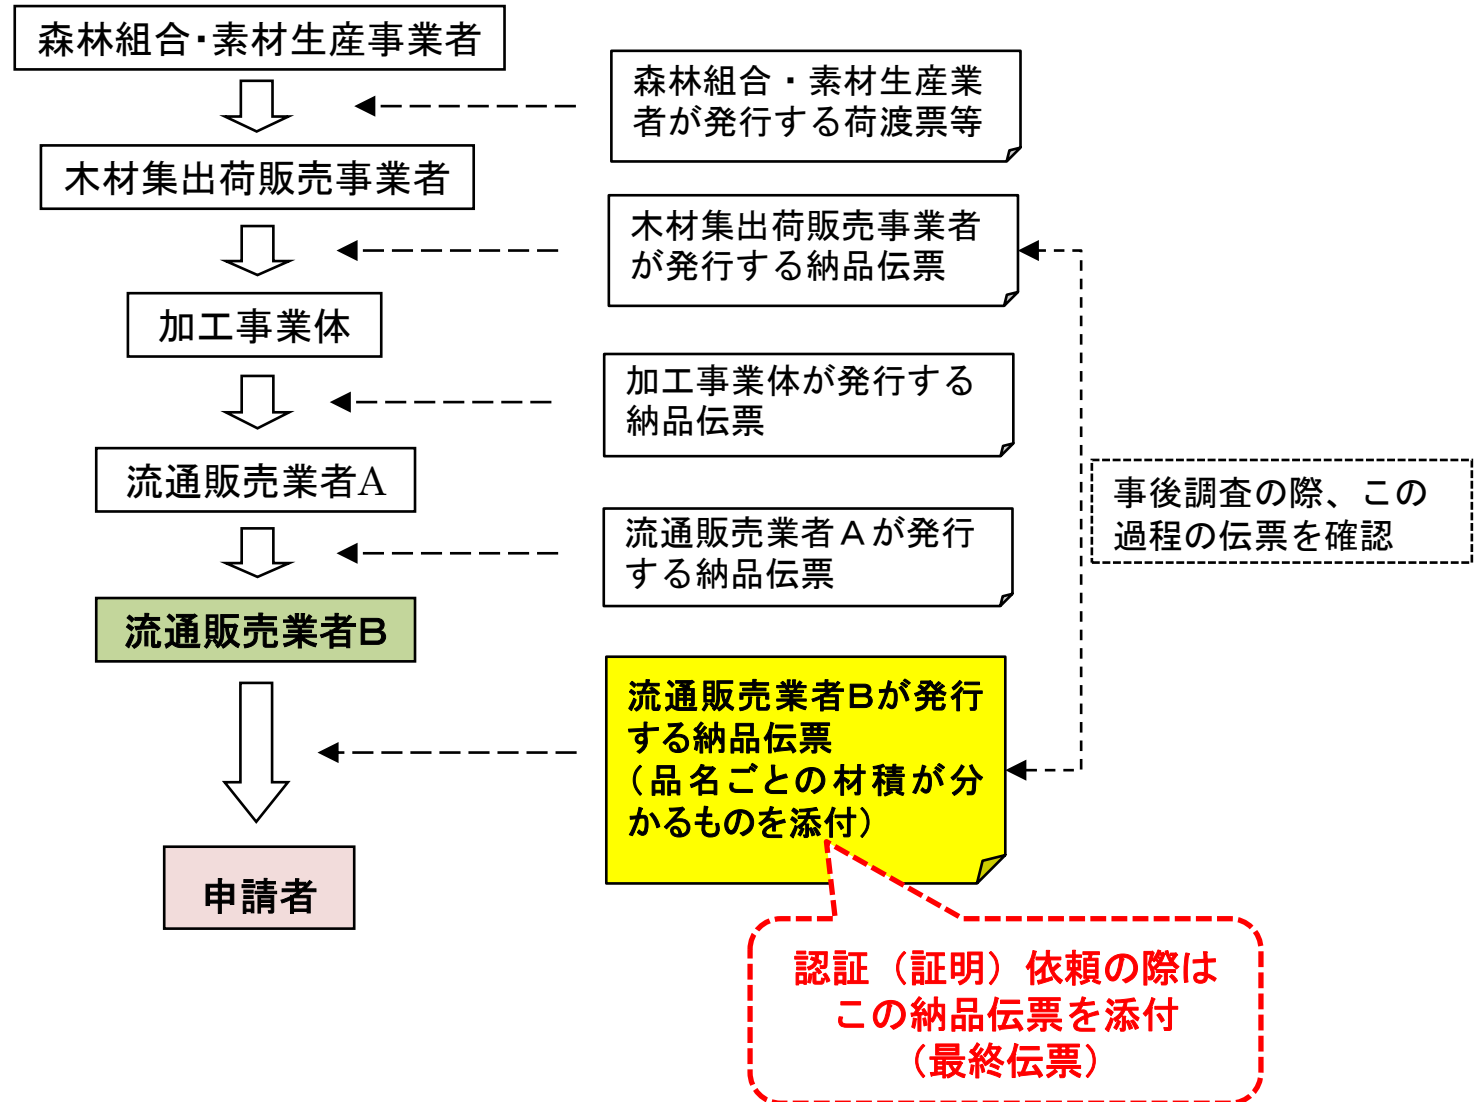 森林組合・素材生産事業者
森林組合・素材生産業
者が発行する荷渡票等
木材集出荷販売事業者
木材集出荷販売事業者
が発行する納品伝票
加工事業体
加工事業体が発行する
納品伝票
流通販売業者A
事後調査の際、この
過程の伝票を確認
流通販売業者Ａが発行
する納品伝票
流通販売業者Ｂ
流通販売業者Ｂが発行
する納品伝票
（品名ごとの材積が分
かるものを添付）
申請者
認証（証明）依頼の際は
この納品伝票を添付
（最終伝票）